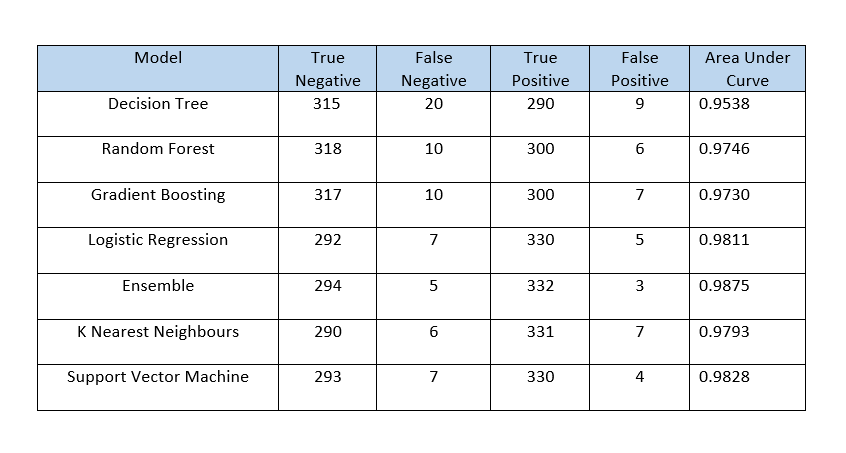 Model True Negative False Negative True Positive False Positive Area Under Curve
Decision Tree 315 20 290 9 0.9538
Random Forest 318 10 300 6 0.9746
Gradient Boosting 317 10 300 7 0.9730
Logistic Regression 292 7 330 5 0.9811
Ensemble 294 5 332 3 0.9875
K Nearest Neighbours 290 6 331 7 0.9793
Support Vector Machine 293 7 330 4 0.9828